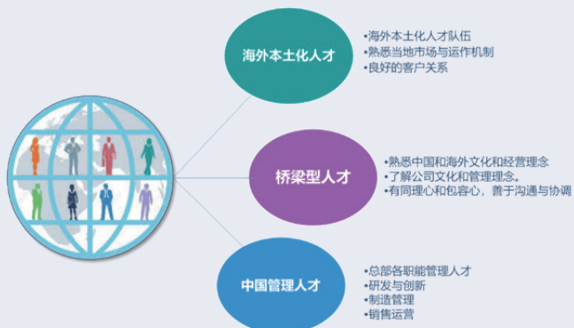 海外本土化人才
•海外本土化人才队伍
•熟悉当地市场与运作机制
•良好的客户关系
桥梁型人才
•熟悉中国和海外文化和经营理念
•了解公司文化和管理理念。
•有同理心和包容心，善于沟通与协调
中国管理人才
•总部各职能管理人才
•研发与创新
•制造管理
•销售运营